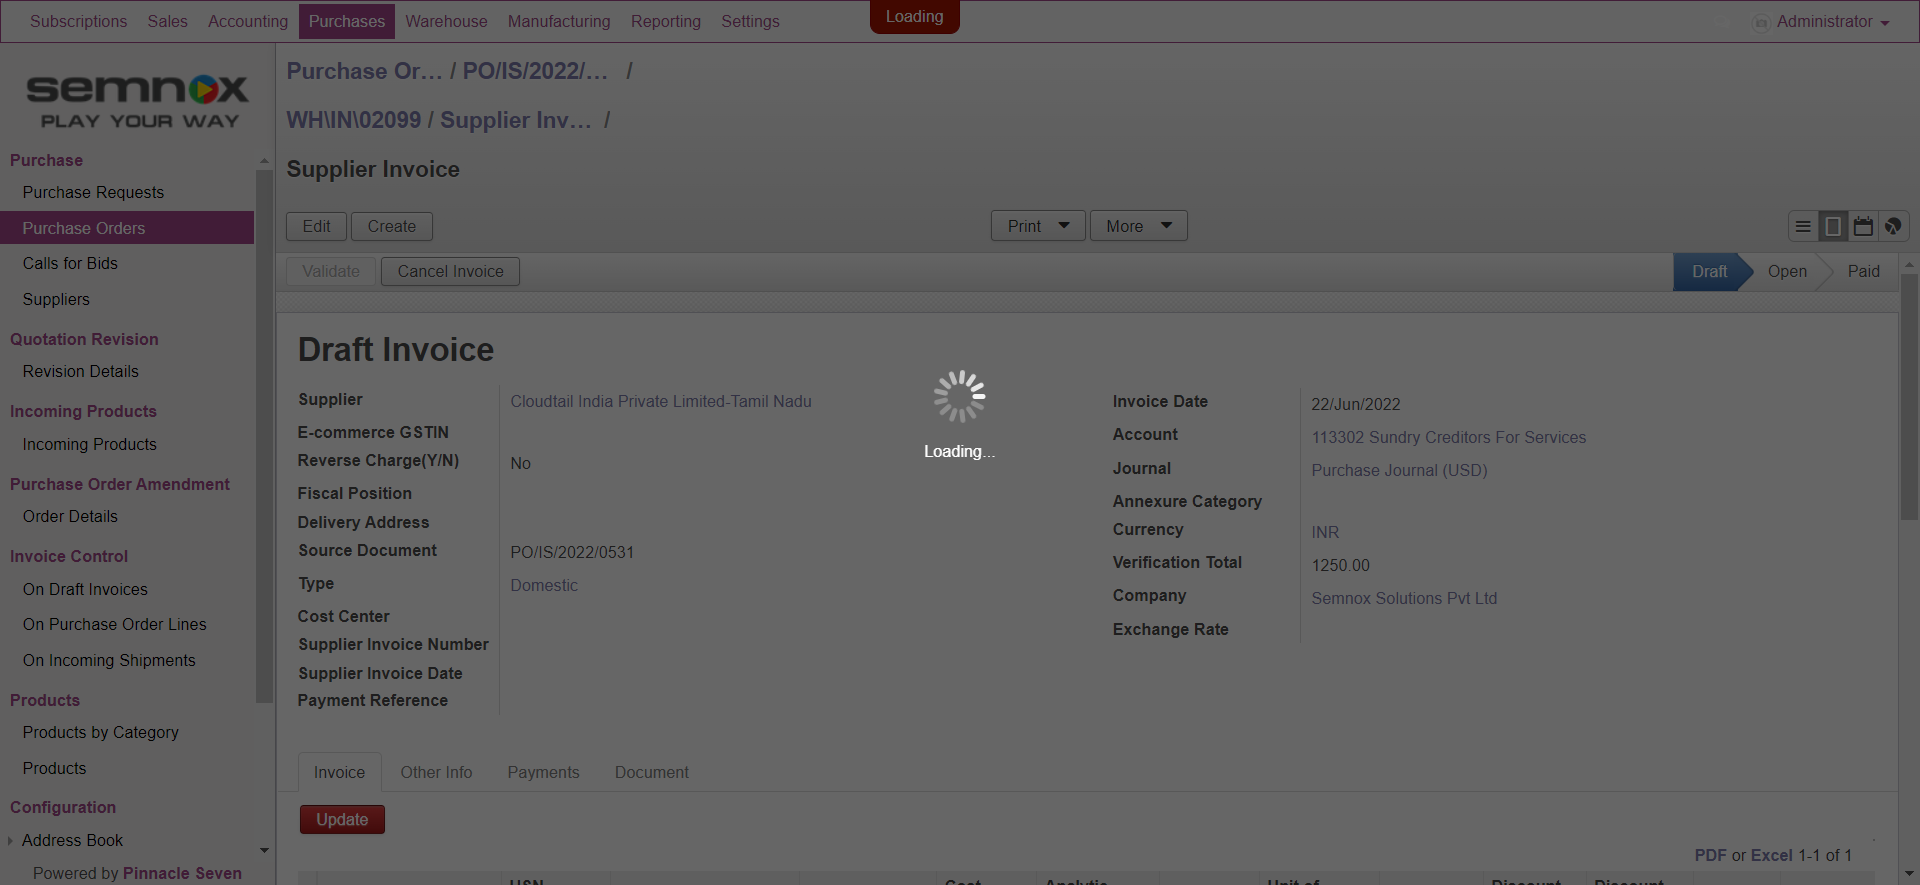 Subscriptions Sales Accounting Purchases Warehouse Manufacturing Reporting Settings Loading Administrator
semnox
PLAY YOUR WAY
Purchase
Purchase Requests
Purchase Orders
Calls for Bids
Suppliers
Quotation Revision
Revision Details
Incoming Products
Incoming Products
Purchase Order Amendment
Order Details
Invoice Control
On Draft Invoices
On Purchase Order Lines
On Incoming Shipments
Products
Products by Category
Products
Configuration
Address Book
Powered by Pinnacle Seven
Purchase Or... / PO/IS/2022/... /
WH\IN\02099 / Supplier Inv... /
Supplier Invoice
Edit Create Print More
Validate Cancel Invoice Draft Open Paid
Draft Invoice
Supplier Cloudtail India Private Limited-Tamil Nadu
E-commerce GSTIN
Reverse Charge(Y/N) No
Fiscal Position
Delivery Address
Source Document PO/IS/2022/0531
Type Domestic
Cost Center
Supplier Invoice Number
Supplier Invoice Date
Payment Reference
Loading...
Invoice Date 22/Jun/2022
Account 113302 Sundry Creditors For Services
Journal Purchase Journal (USD)
Annexure Category
Currency INR
Verification Total 1250.00
Company Semnox Solutions Pvt Ltd
Exchange Rate
Invoice Other Info Payments Document
Update
PDF or Excel 1-1 of 1
HSN Cost Analytic Unit of Discount Discount